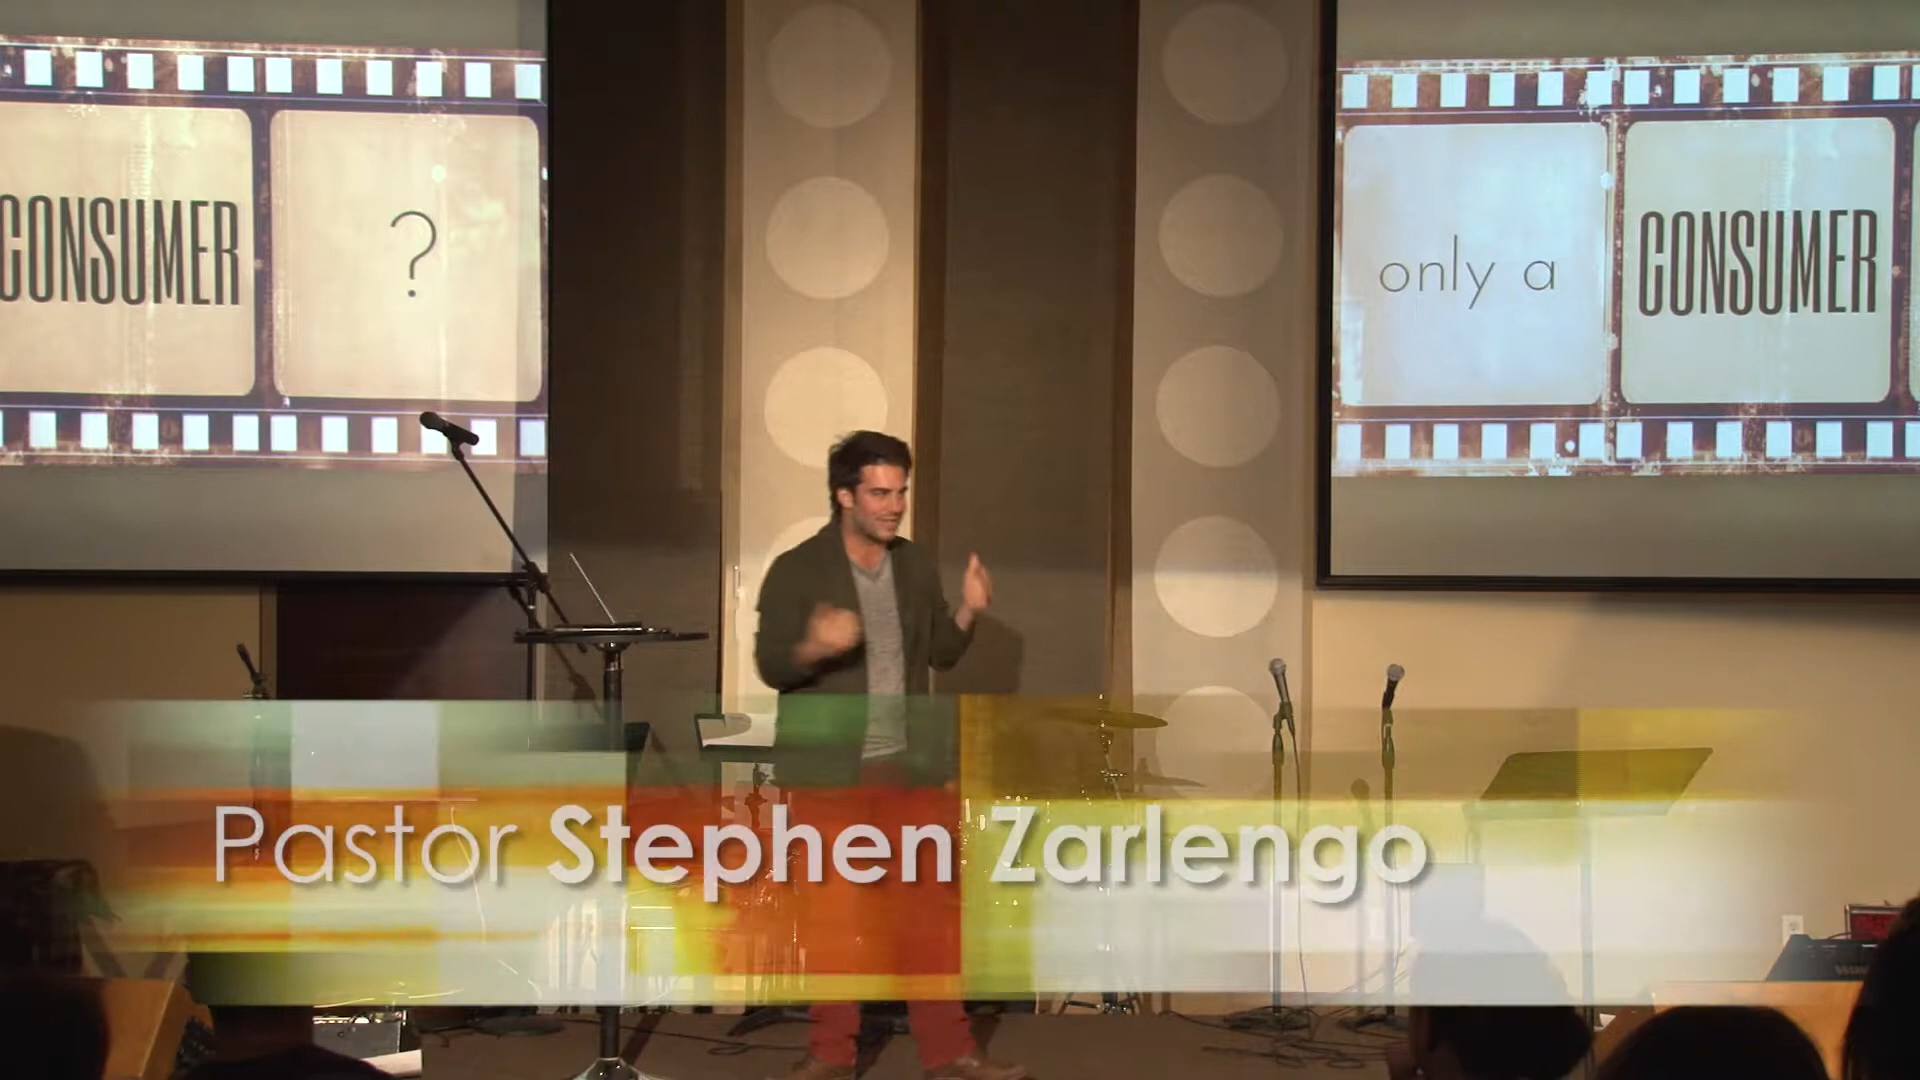 CONSUMER
?
only a
CONSUMER
Pastor Stephen Zarlengo